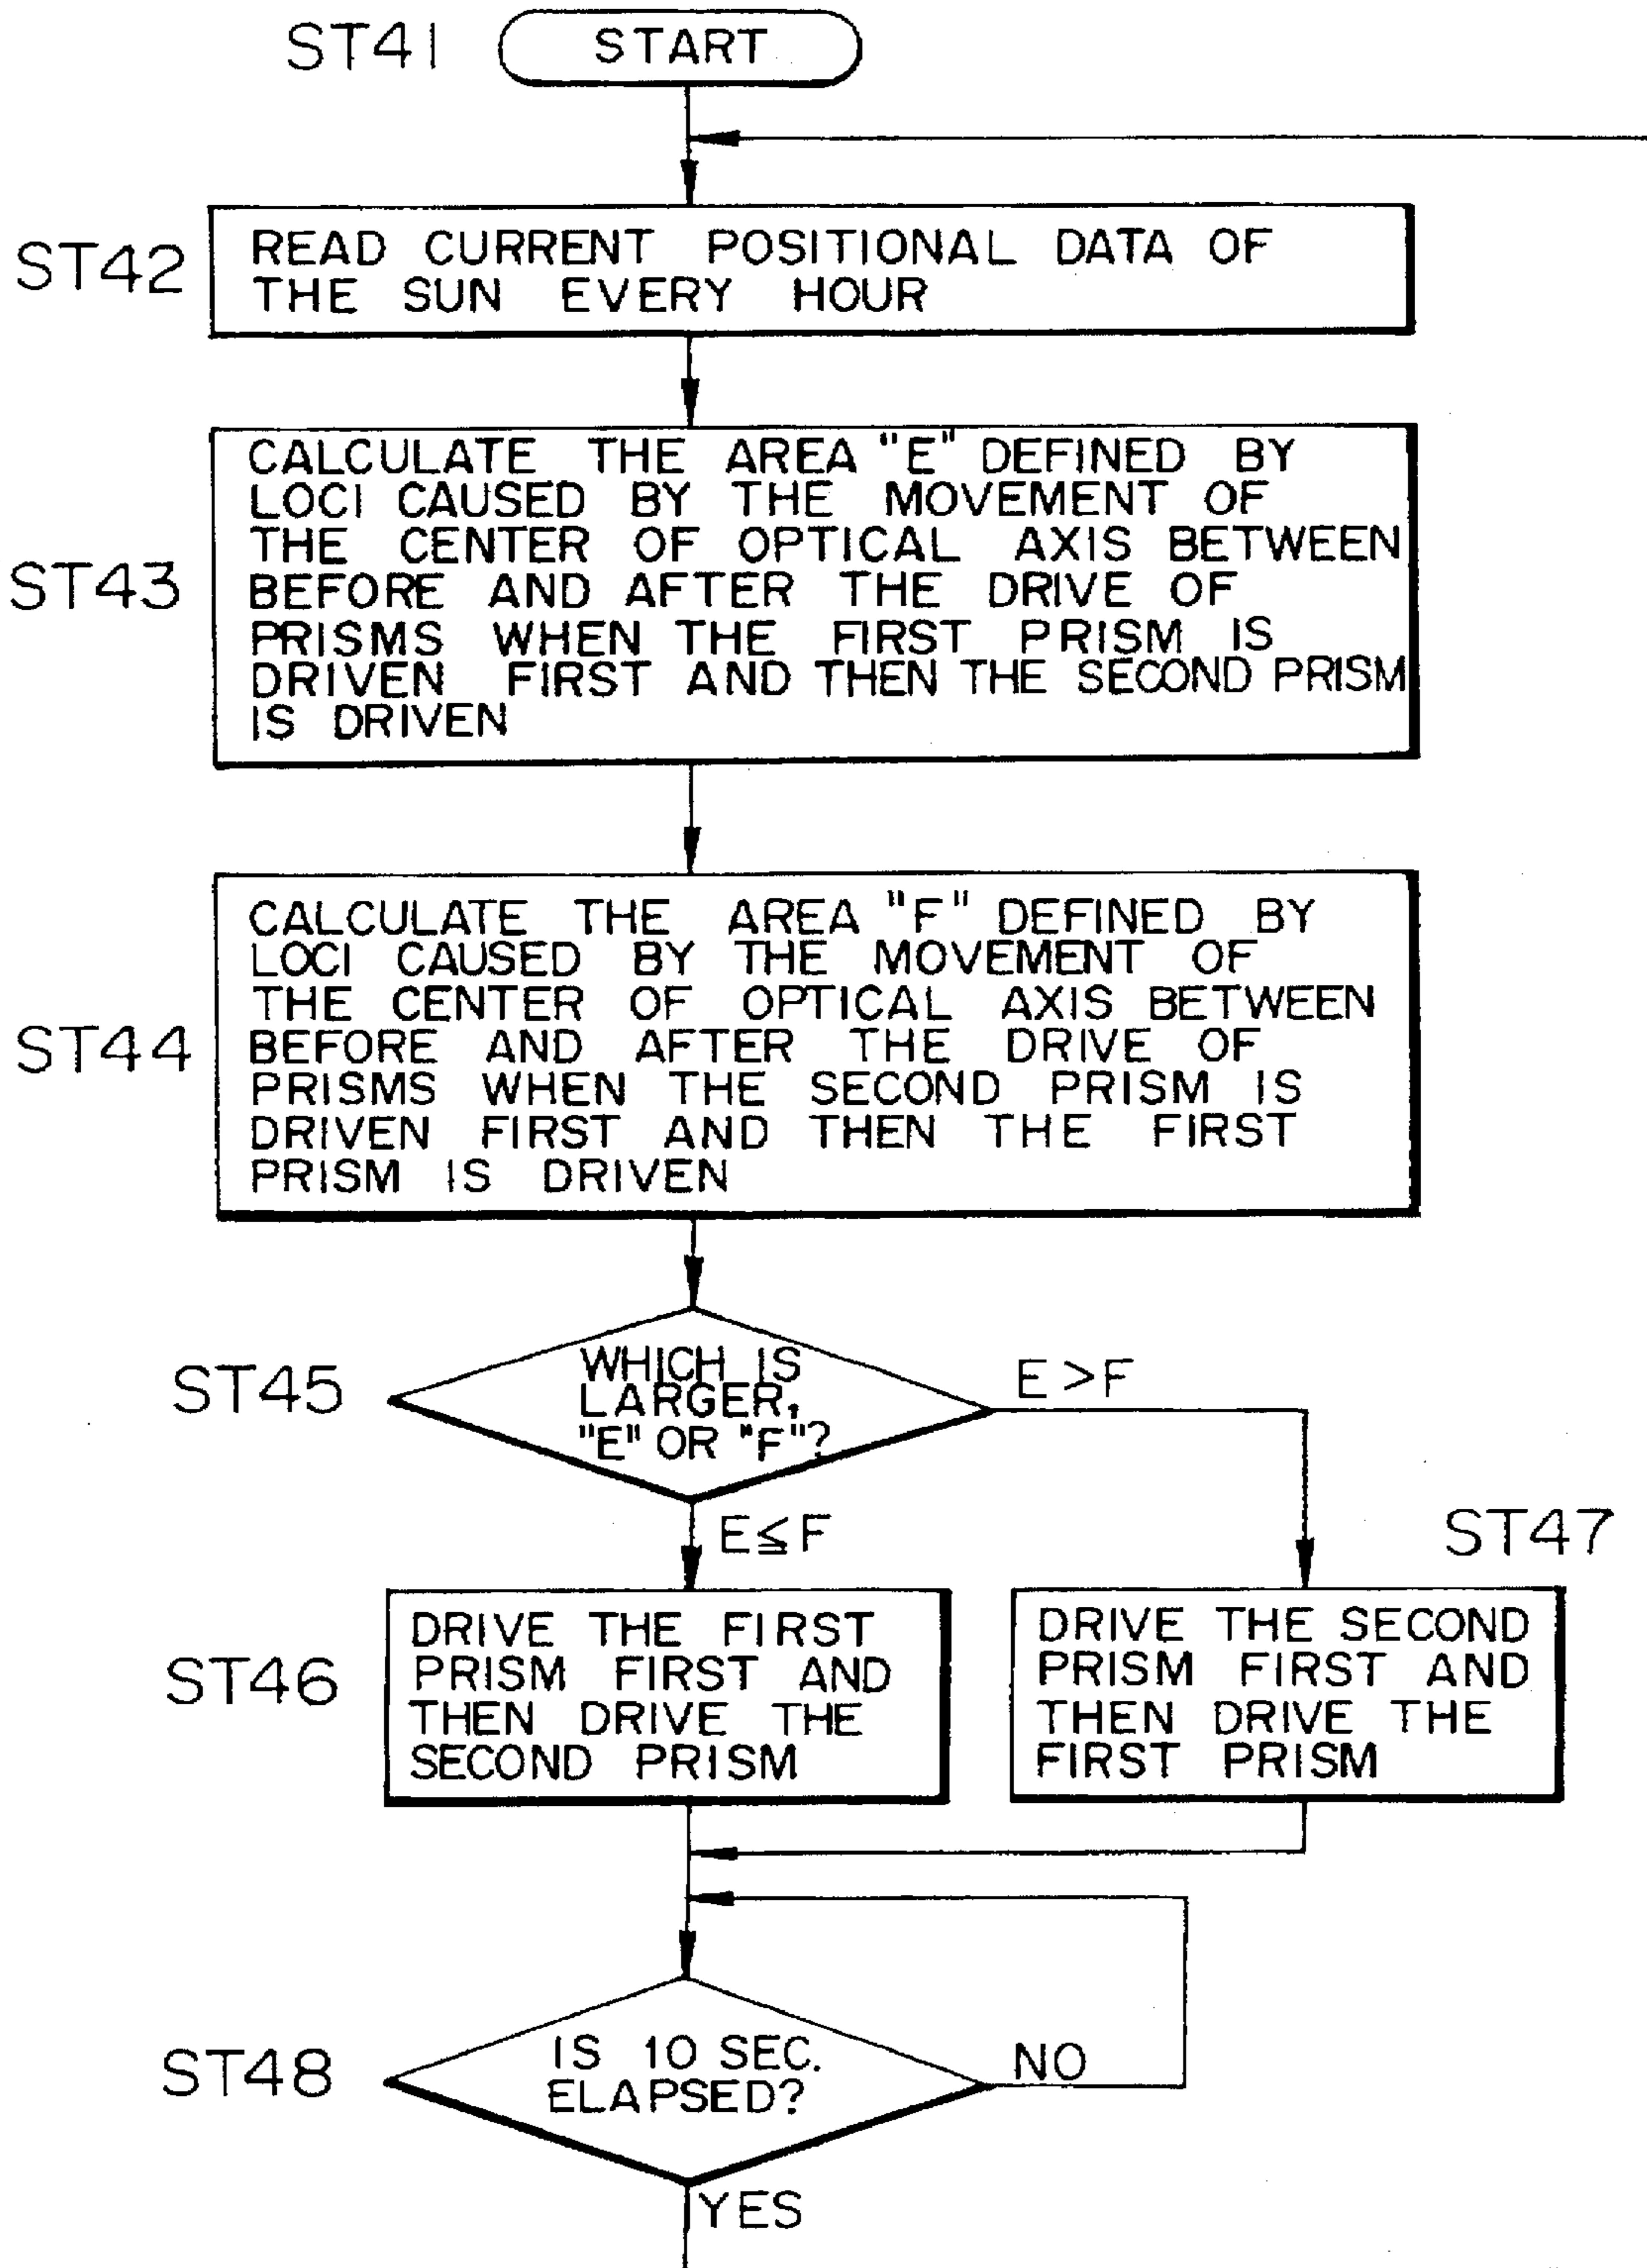 ST41
START
ST42
READ CURRENT POSITIONAL DATA OF
THE SUN EVERY HOUR
ST43
CALCULATE THE AREA "E" DEFINED BY
LOCI CAUSED BY THE MOVEMENT OF
THE CENTER OF OPTICAL AXIS BETWEEN
BEFORE AND AFTER THE DRIVE OF
PRISMS WHEN THE FIRST PRISM IS
DRIVEN FIRST AND THEN THE SECOND PRISM
IS DRIVEN
ST44
CALCULATE THE AREA "F" DEFINED BY
LOCI CAUSED BY THE MOVEMENT OF
THE CENTER OF OPTICAL AXIS BETWEEN
BEFORE AND AFTER THE DRIVE OF
PRISMS WHEN THE SECOND PRISM IS
DRIVEN FIRST AND THEN THE FIRST
PRISM IS DRIVEN
ST45
WHICH IS
LARGER,
"E" OR "F"?
E>F
E≦F
ST46
DRIVE THE FIRST
PRISM FIRST AND
THEN DRIVE THE
SECOND PRISM
ST47
DRIVE THE SECOND
PRISM FIRST AND
THEN DRIVE THE
FIRST PRISM
ST48
IS 10 SEC.
ELAPSED?
NO
YES